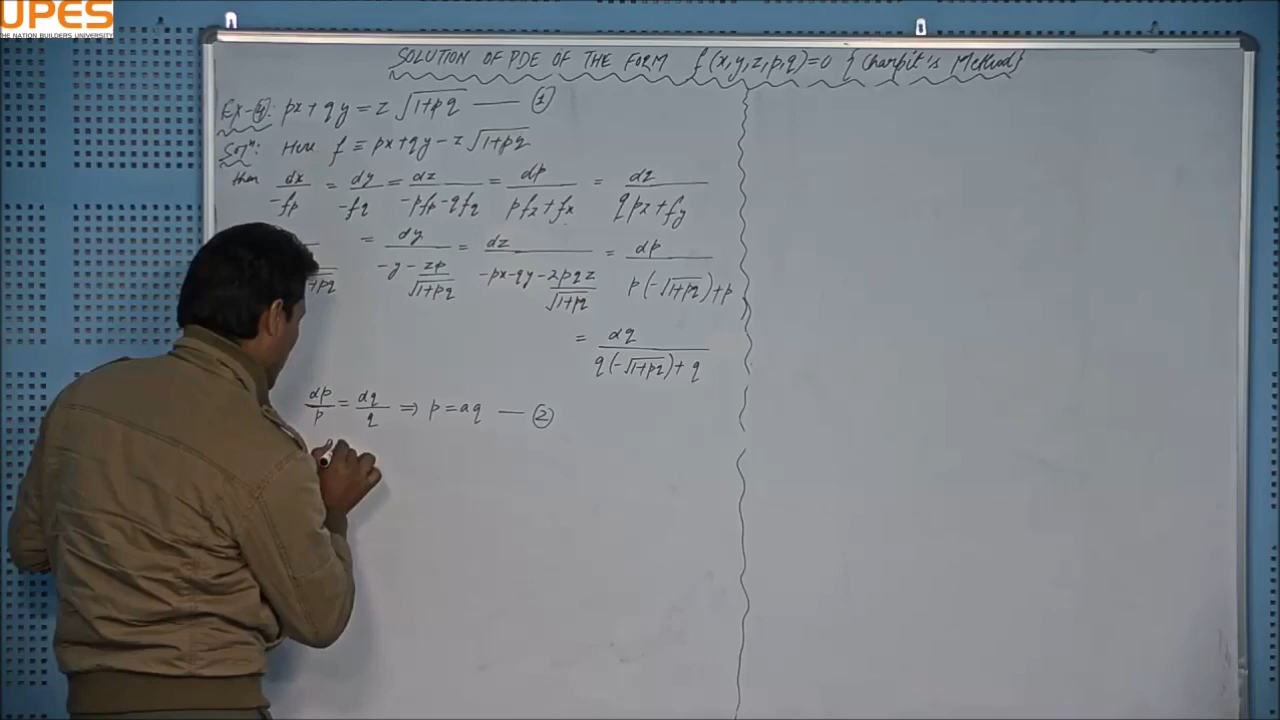 UPES
THE NATION BUILDERS UNIVERSITY
SOLUTION OF PDE OF THE FORM f(x,y,z,p,q)=0 {Charpit's Method}
Ex-④: px+qy = z√(1+pq) — ①
Solⁿ: Here f ≡ px+qy-z√(1+pq)
then dx/-fp = dy/-fq = dz/-pfp-qfq = dp/pfz+fx = dq/qpz+fy
= dy/-y-zp/√(1+pq) = dz/-px-qy-2pqz/√(1+pq) = dp/p(-√(1+pq))+p
= dq/q(-√(1+pq))+q
dp/p = dq/q ⇒ p=aq — ②